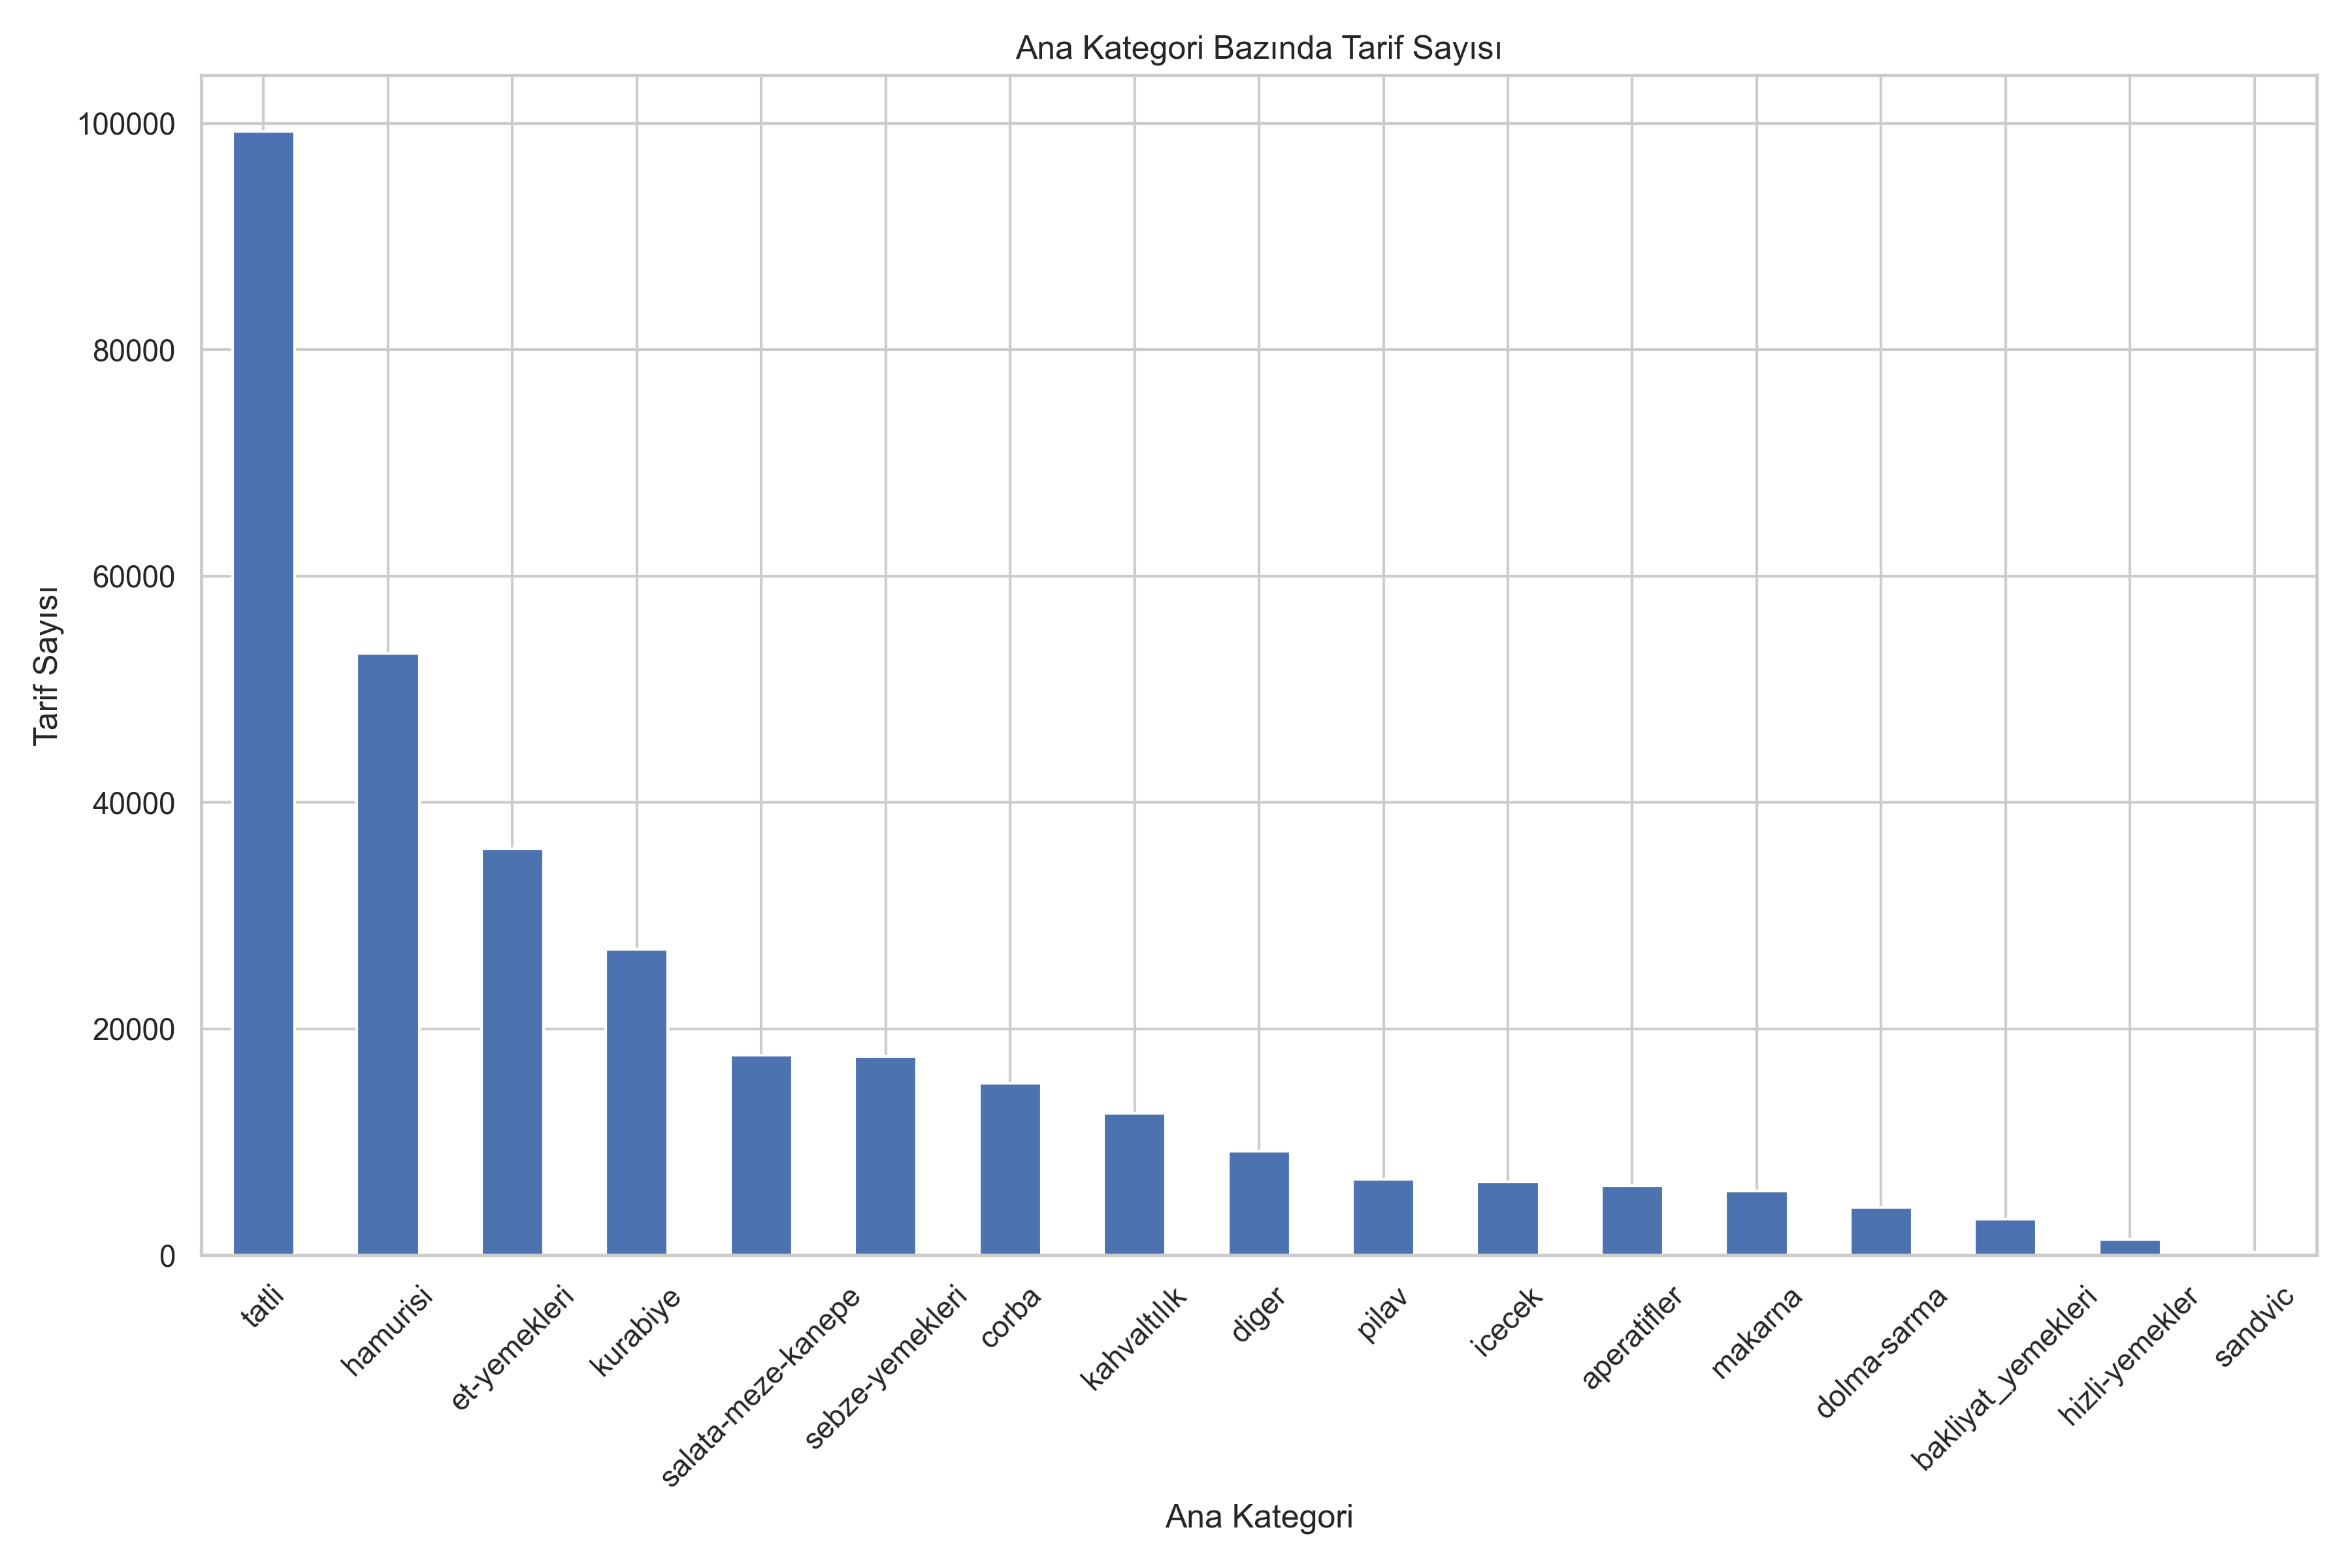 Ana Kategori Bazında Tarif Sayısı
Tarif Sayısı
100000
80000
60000
40000
20000
0
tatli
hamurisi
et-yemekleri
kurabiye
salata-meze-kanepe
sebze-yemekleri
corba
kahvaltılık
diger
pilav
icecek
aperatifler
makarna
dolma-sarma
bakliyat_yemekleri
hizli-yemekler
sandvic
Ana Kategori